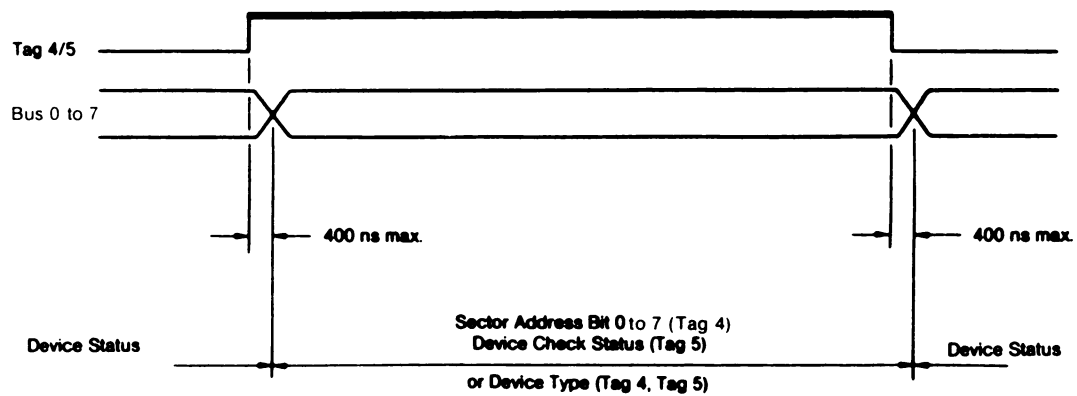 Tag 4/5
Bus 0 to 7
400 ns max.
400 ns max.
Sector Address Bit 0 to 7 (Tag 4)
Device Status
Device Check Status (Tag 5)
Device Status
or Device Type (Tag 4, Tag 5)